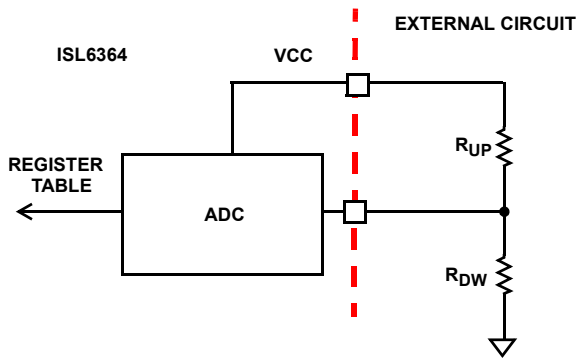 EXTERNAL CIRCUIT
ISL6364
VCC
RUP
REGISTER
TABLE
ADC
RDW